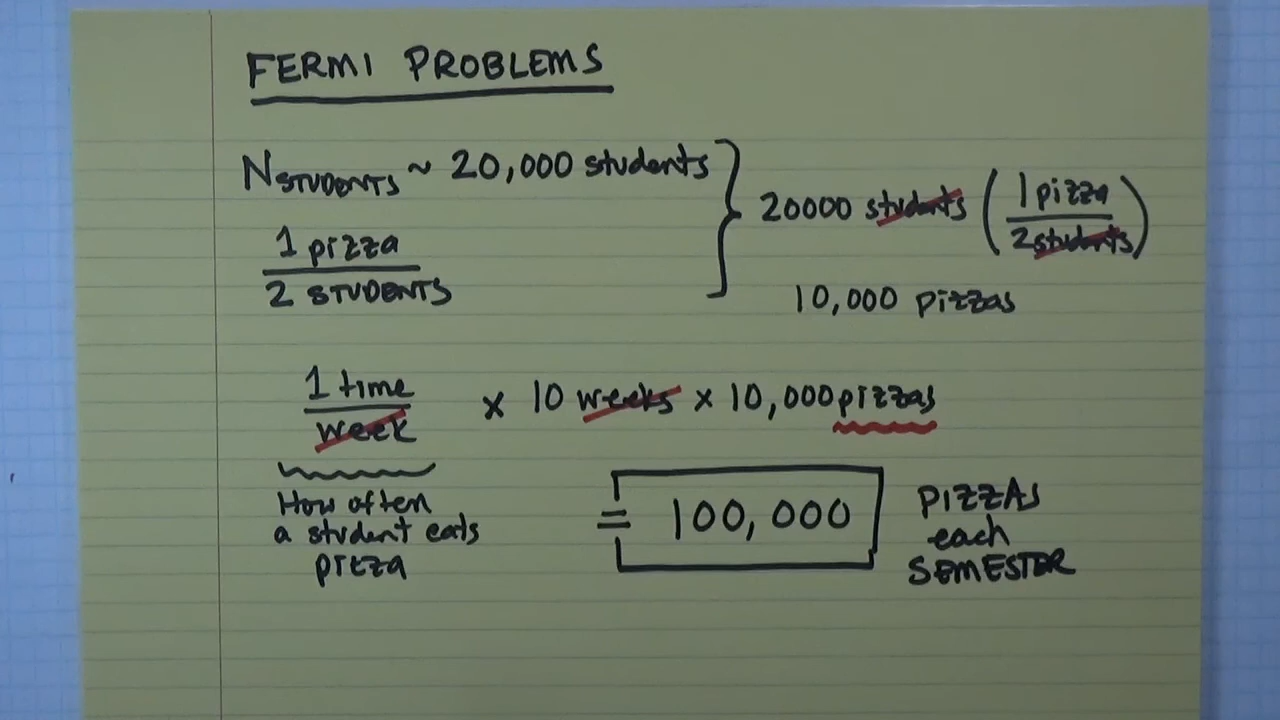 FERMI PROBLEMS
NSTUDENTS ~ 20,000 students
1 pizza
2 STUDENTS
20000 students (1 pizza
2 students)
10,000 pizzas
1 time
week
x 10 weeks x 10,000 pizzas
How often
a student eats
pizza
= 100,000
PIZZAS
each
SEMESTER